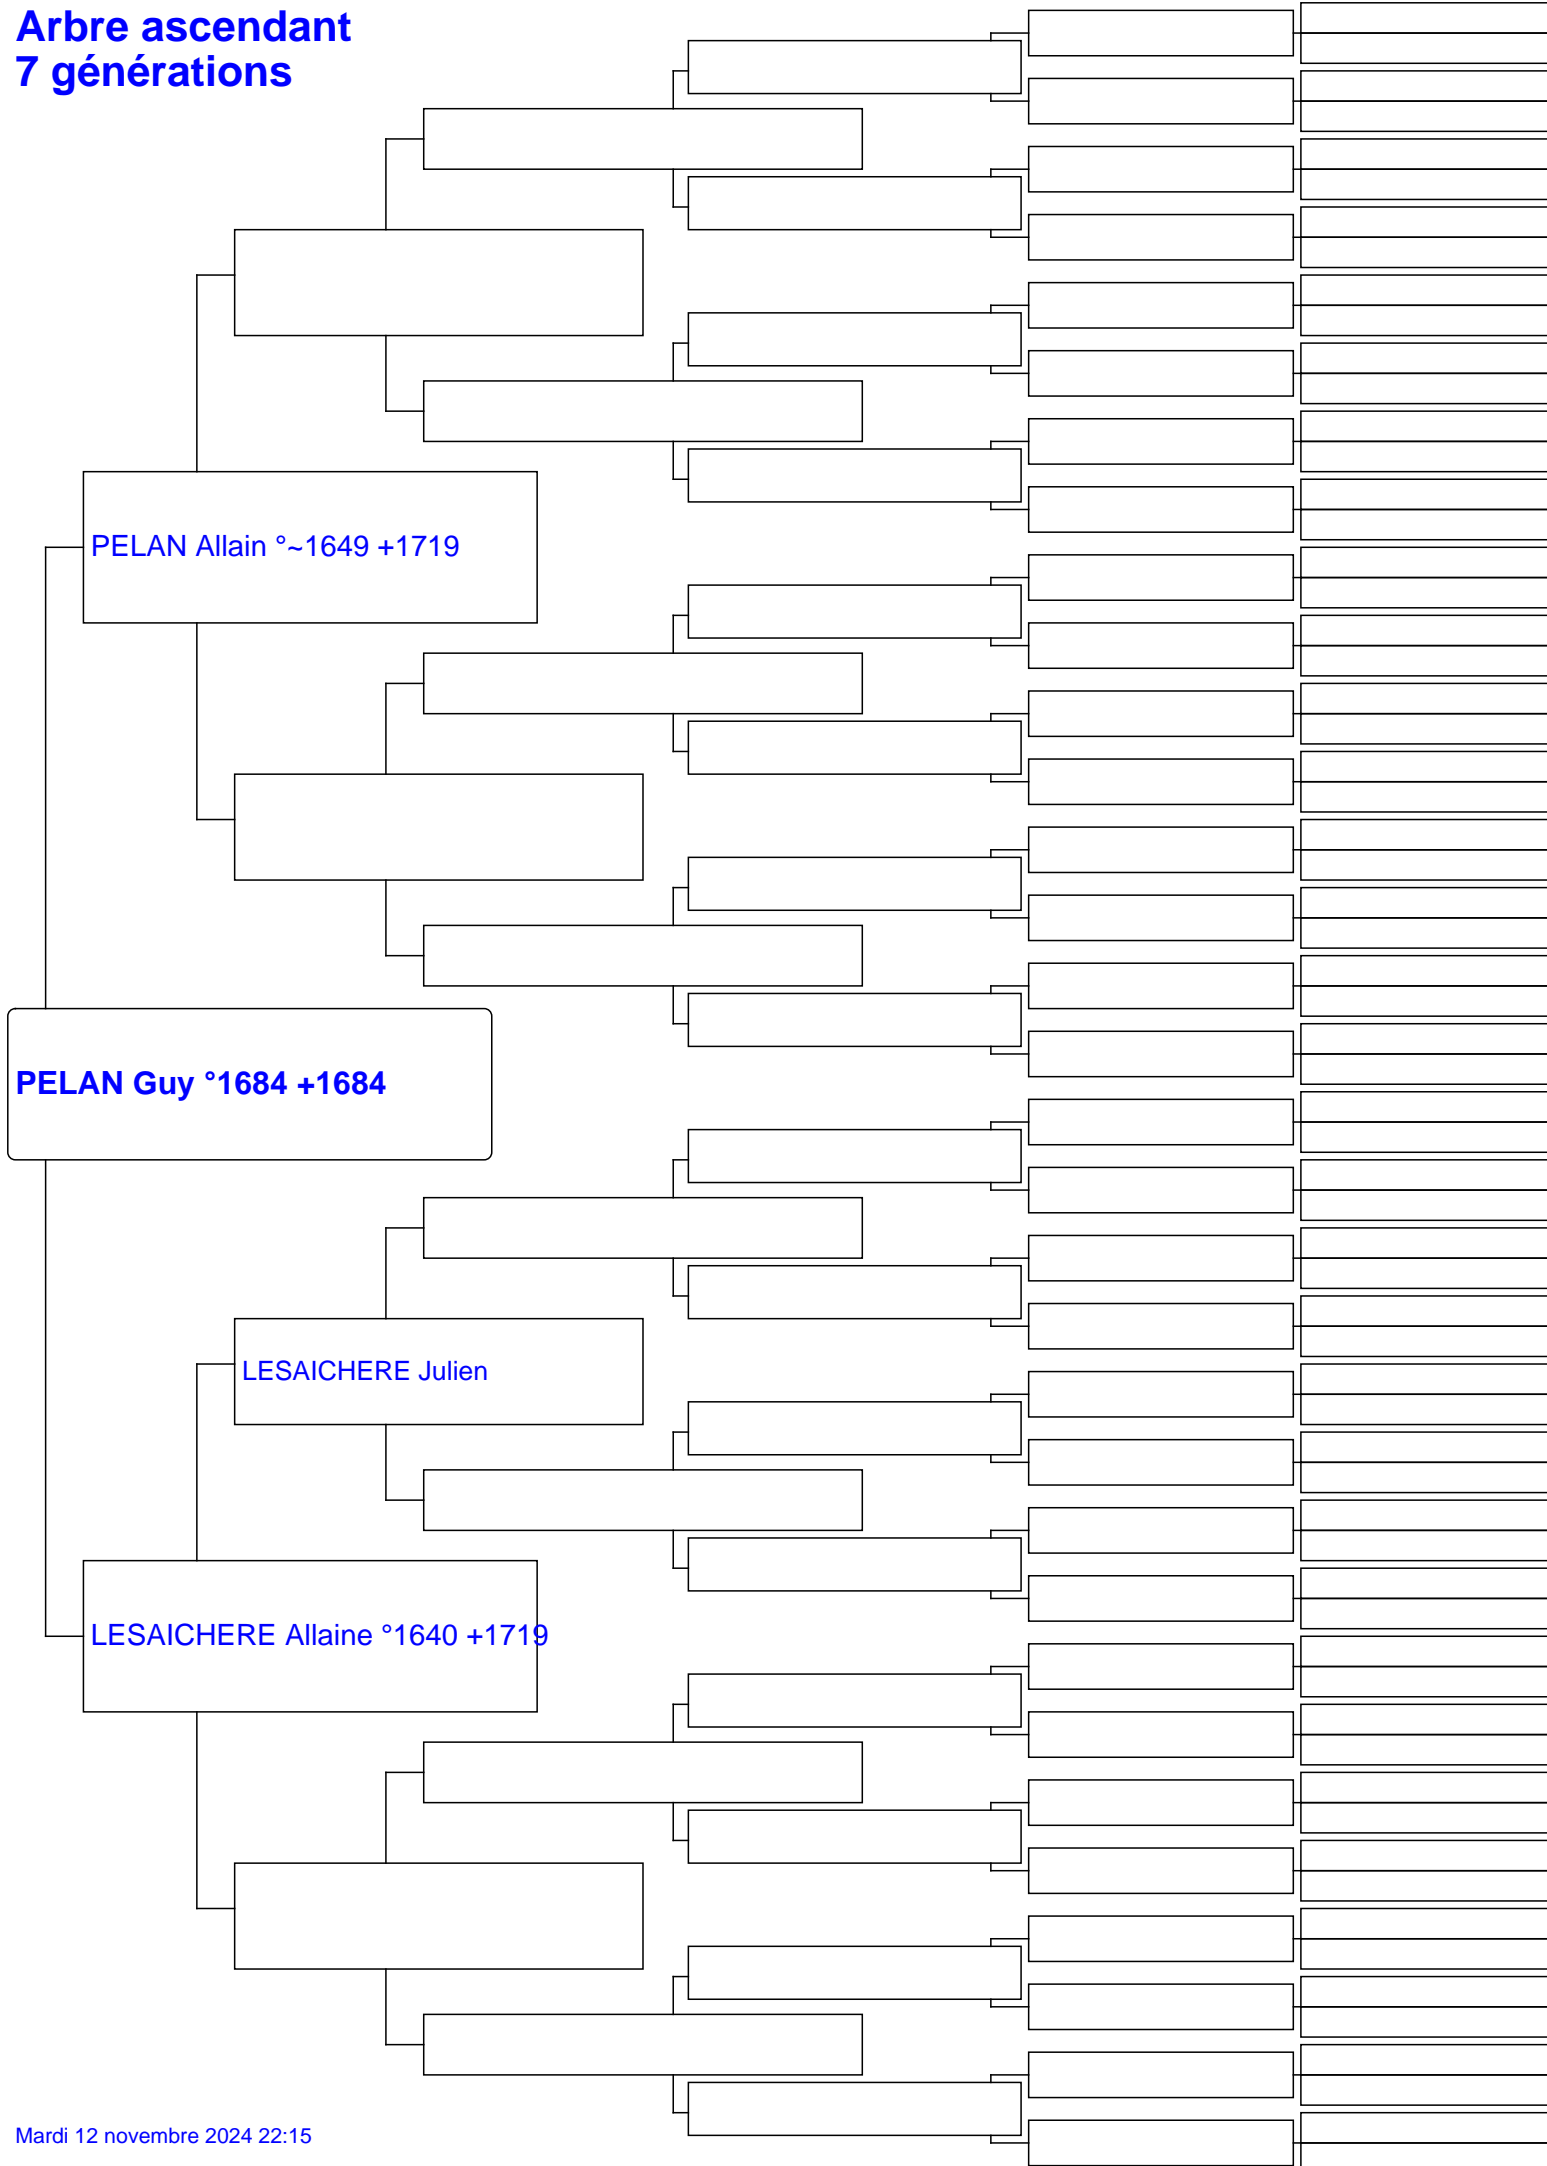 Arbre ascendant
7 générations
PELAN Allain °~1649 +1719
PELAN Guy °1684 +1684
LESAICHERE Julien
LESAICHERE Allaine °1640 +1719
Mardi 12 novembre 2024 22:15